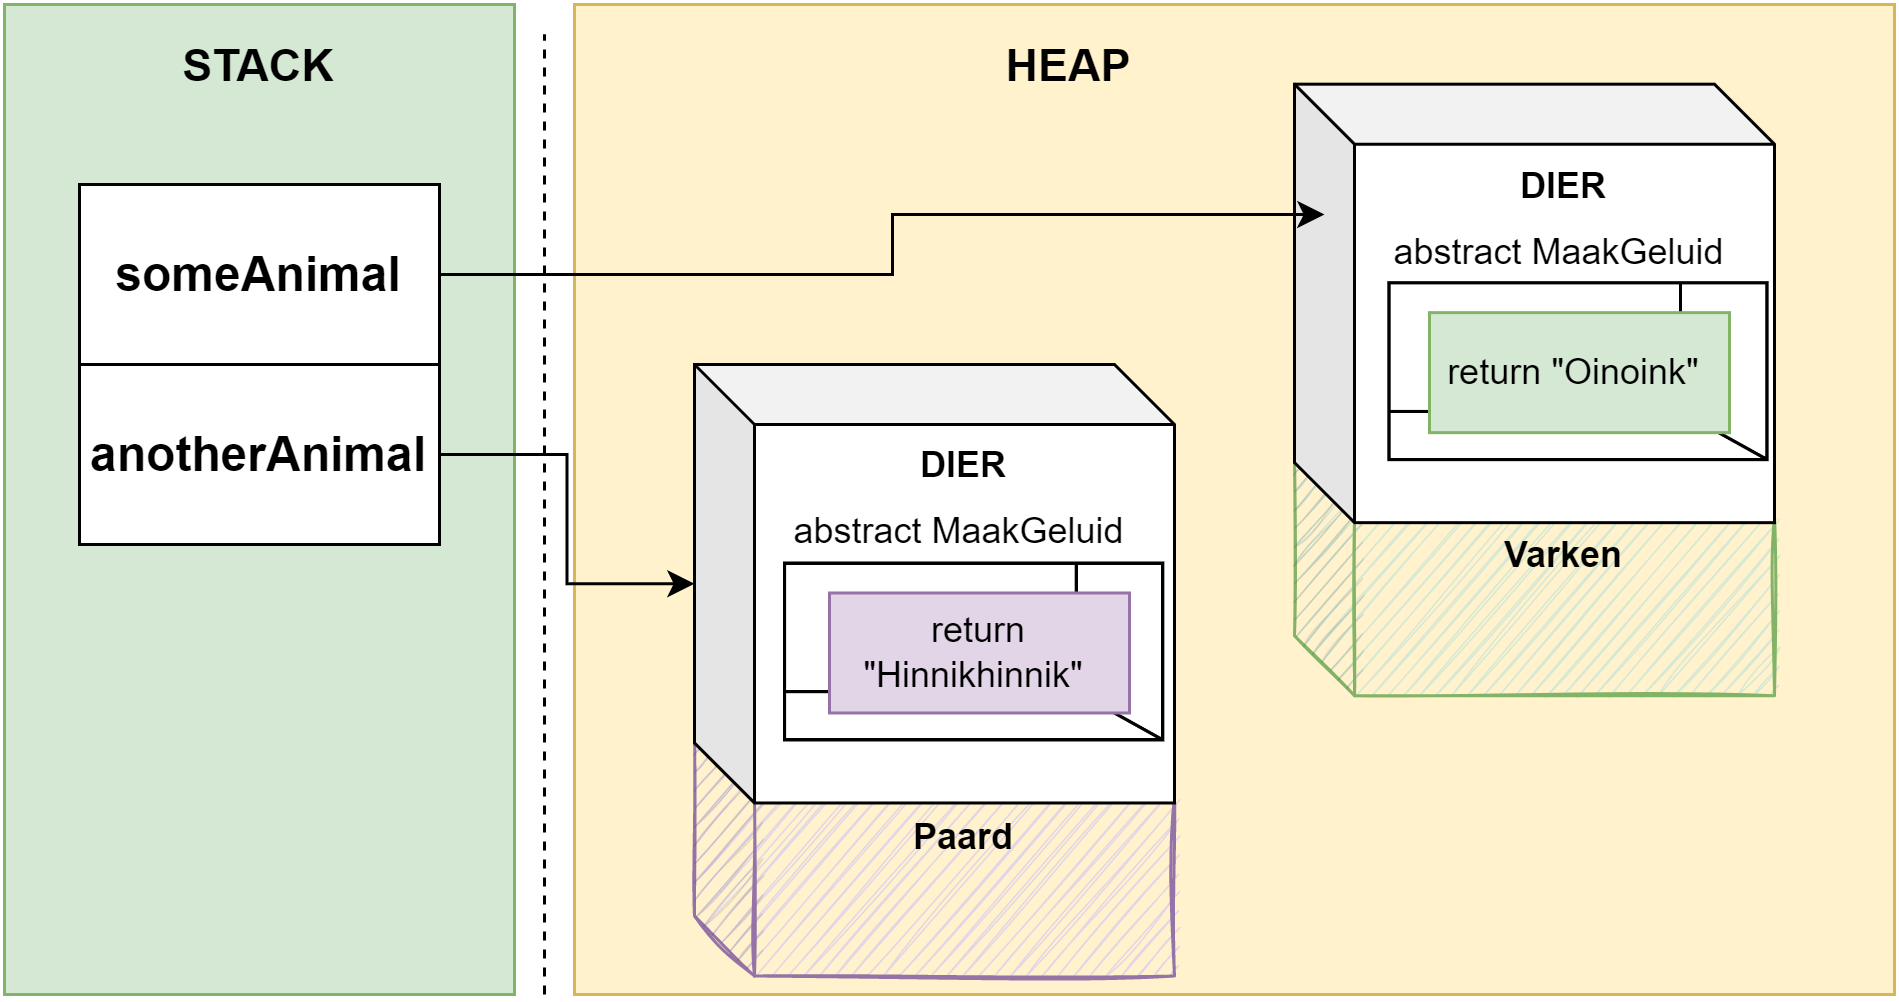 STACK
HEAP
someAnimal
anotherAnimal
DIER
abstract MaakGeluid
return "Oinoink"
Varken
DIER
abstract MaakGeluid
return
"Hinnikhinnik"
Paard